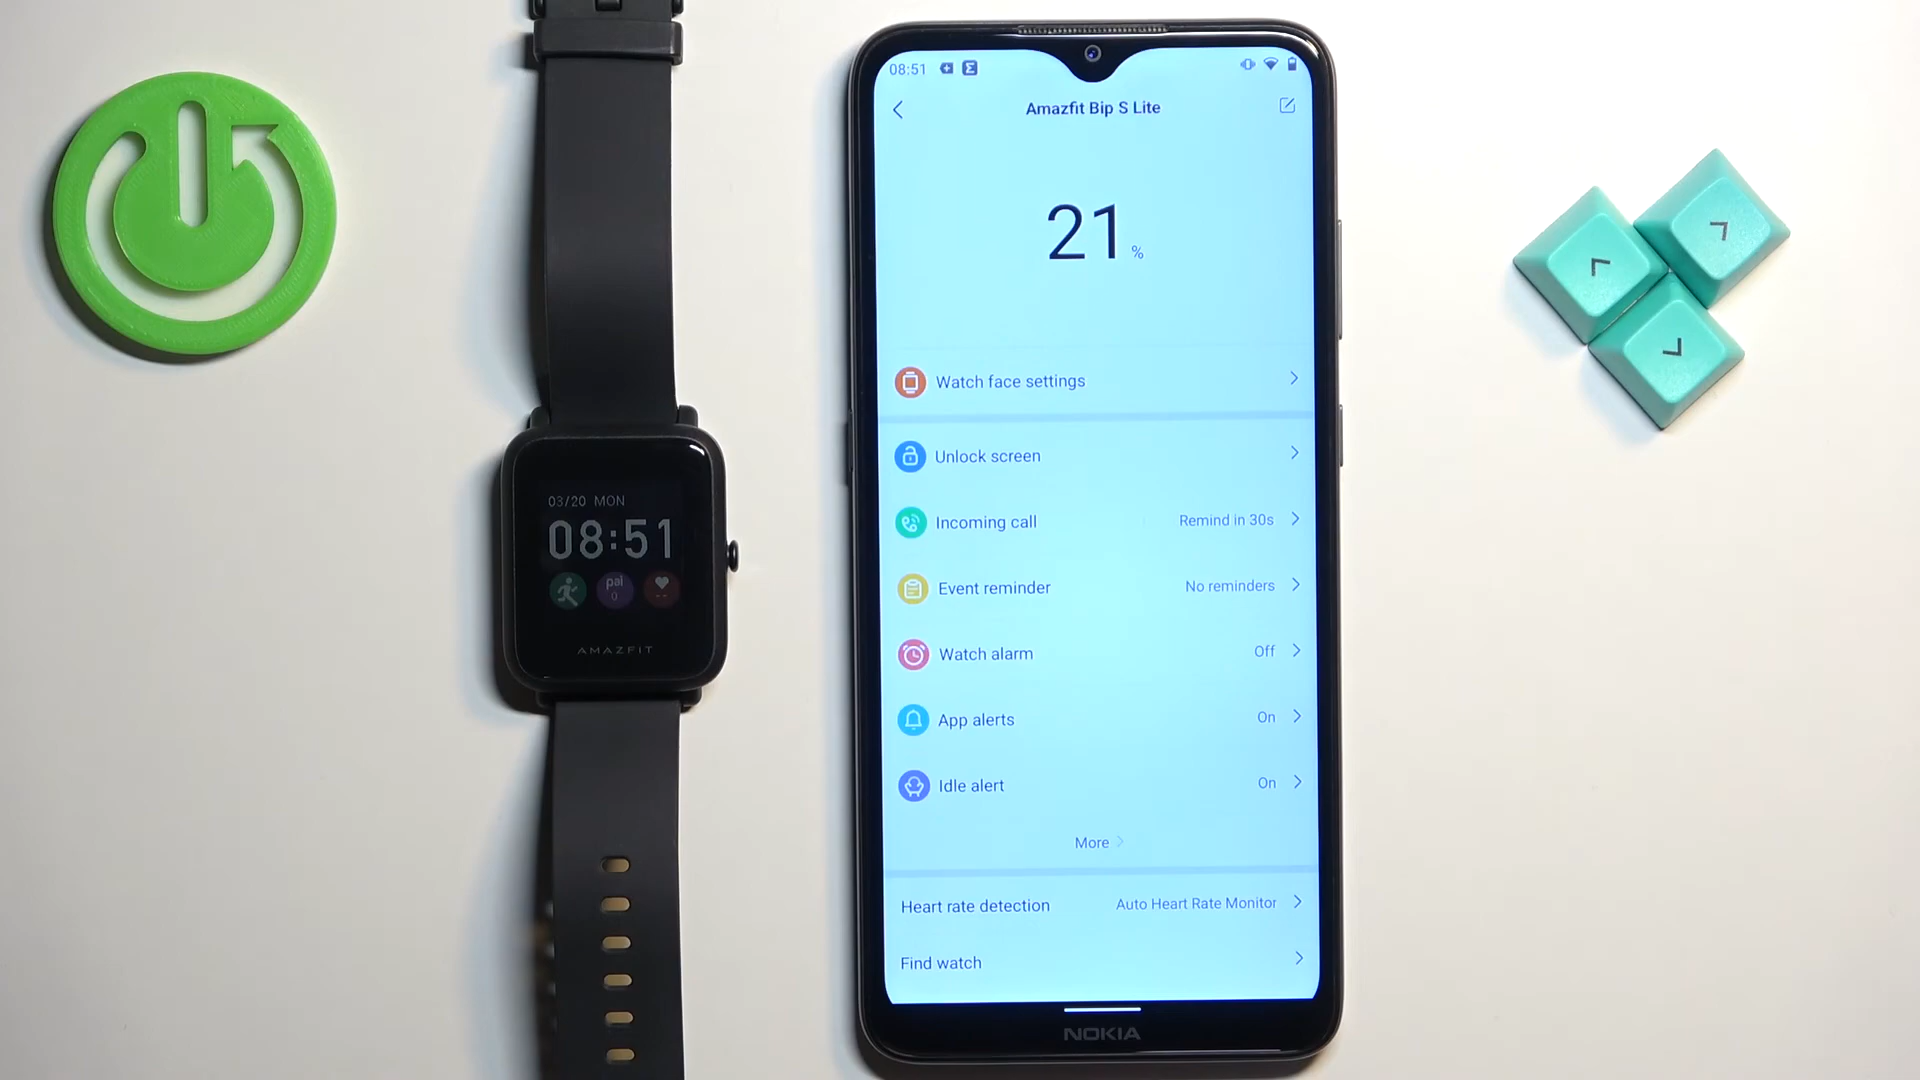 03/20 MON
08:51
pai
0
--
AMAZFIT
08:51
Amazfit Bip S Lite
21 %
Watch face settings
Unlock screen
Incoming call Remind in 30s
Event reminder No reminders
Watch alarm Off
App alerts On
Idle alert On
More
Heart rate detection Auto Heart Rate Monitor
Find watch
NOKIA